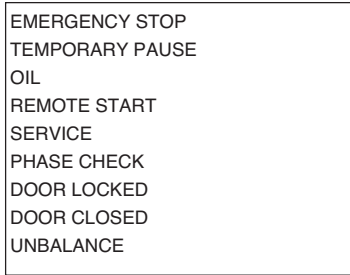 EMERGENCY STOP
TEMPORARY PAUSE
OIL
REMOTE START
SERVICE
PHASE CHECK
DOOR LOCKED
DOOR CLOSED
UNBALANCE